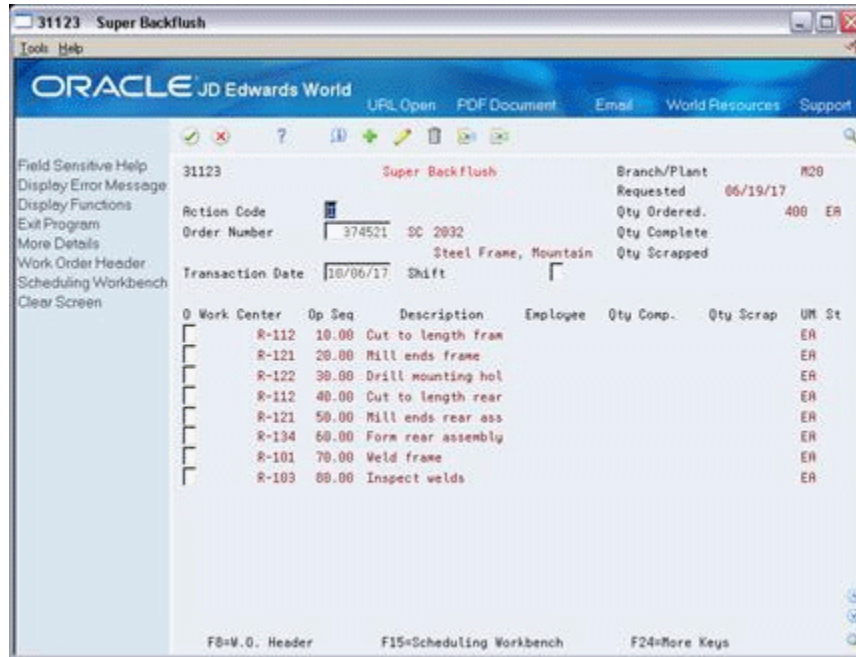 31123 Super Backflush
Tools Help
ORACLE JD Edwards World
URL Open PDF Document Email World Resources Support
Field Sensitive Help
Display Error Message
Display Functions
Exit Program
More Details
Work Order Header
Scheduling Workbench
Clear Screen
31123 Super Backflush Branch/Plant M20
Requested 06/19/17
Action Code Qty Ordered. 400 EA
Order Number 374521 SC 2032 Qty Complete
Steel Frame, Mountain Qty Scrapped
Transaction Date 10/06/17 Shift
O Work Center Op Seq Description Employee Qty Comp. Qty Scrap UM St
R-112 10.00 Cut to length fram EA
R-121 20.00 Mill ends frame EA
R-122 30.00 Drill mounting hol EA
R-112 40.00 Cut to length rear EA
R-121 50.00 Mill ends rear ass EA
R-134 60.00 Form rear assembly EA
R-101 70.00 Weld frame EA
R-103 80.00 Inspect welds EA
F8=W.O. Header F15=Scheduling Workbench F24=More Keys